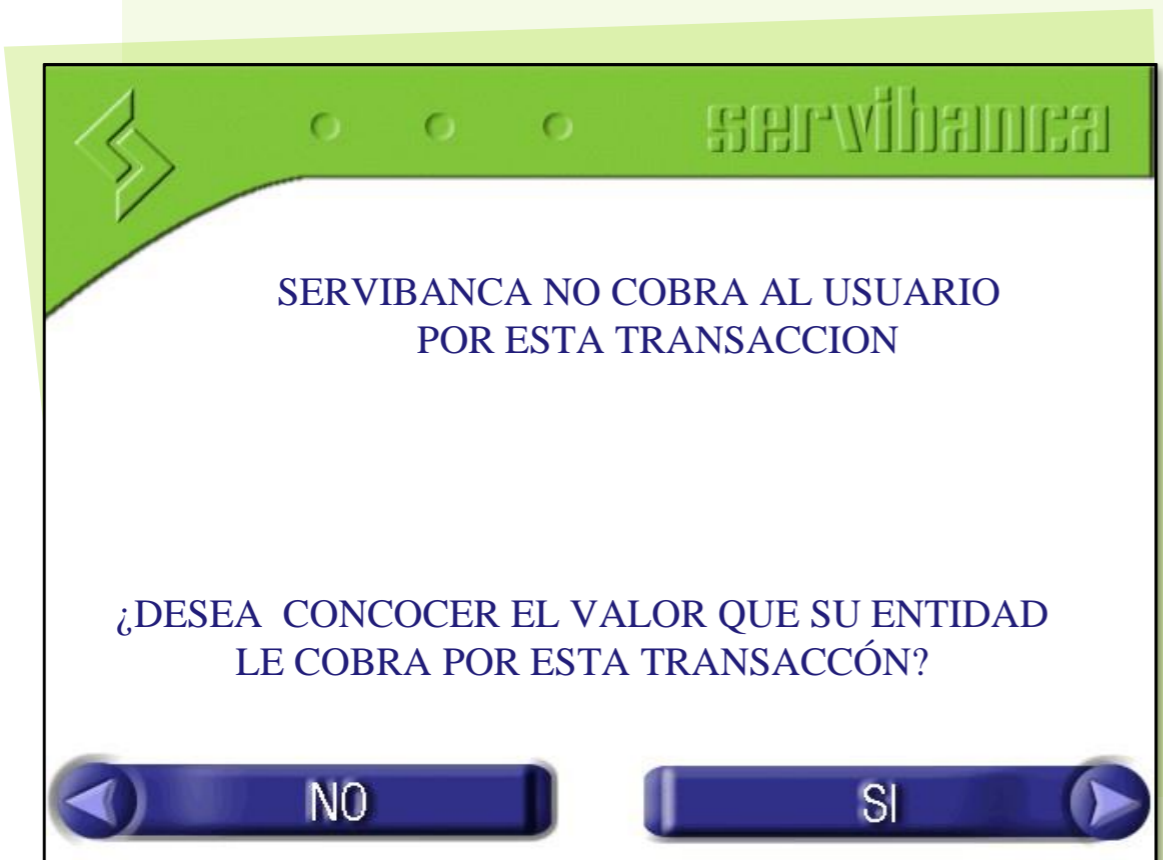 servibanca
SERVIBANCA NO COBRA AL USUARIO
POR ESTA TRANSACCION
¿DESEA CONCOCER EL VALOR QUE SU ENTIDAD
LE COBRA POR ESTA TRANSACCÓN?
NO
SI